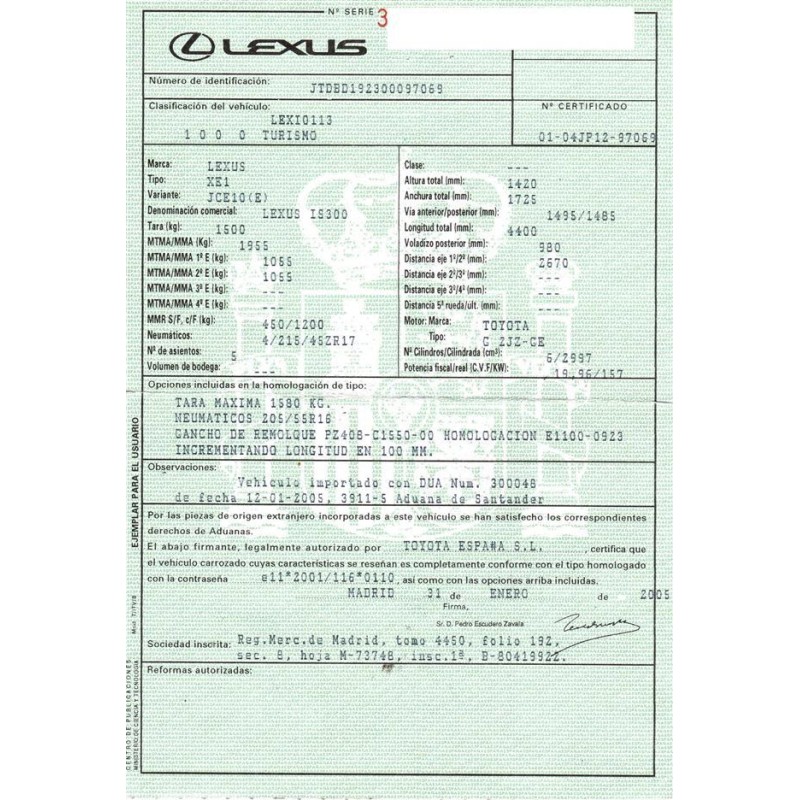 Nº SERIE 3
LEXUS
Número de identificación: JTDBD192300097069
Clasificación del vehículo: Nº CERTIFICADO
LEXI0113
1 0 0 0 TURISMO 01-04JP12-97069
Marca: LEXUS
Tipo: XE1
Variante: JCE10(E)
Denominación comercial: LEXUS IS300
Tara (kg): 1500
MTMA/MMA (Kg): 1955
MTMA/MMA 1º E (kg): 1055
MTMA/MMA 2º E (kg): 1055
MTMA/MMA 3º E (kg): ---
MTMA/MMA 4º E (kg): ---
MMR S/F, c/F (kg): 450/1200
Neumáticos: 4/215/45ZR17
Nº de asientos: 5
Volumen de bodega: ---
Clase: ---
Altura total (mm): 1420
Anchura total (mm): 1725
Vía anterior/posterior (mm): 1495/1485
Longitud total (mm): 4400
Voladizo posterior (mm): 980
Distancia eje 1º/2º (mm): 2670
Distancia eje 2º/3º (mm): ---
Distancia eje 3º/4º (mm): ---
Distancia 5ª rueda/ult. (mm): ---
Motor: Marca: TOYOTA
Tipo: G 2JZ-GE
Nº Cilindros/Cilindrada (cm³): 6/2997
Potencia fiscal/real (C.V.F/KW): 19,96/157
Opciones incluidas en la homologación de tipo:
TARA MAXIMA 1580 KG.
NEUMATICOS 205/55R16
GANCHO DE REMOLQUE PZ408-C1550-00 HOMOLOGACION E1100-0923
INCREMENTANDO LONGITUD EN 100 MM.
Observaciones:
Vehículo importado con DUA Num. 300048
de fecha 12-01-2005, 3911-5 Aduana de Santander
Por las piezas de origen extranjero incorporadas a este vehículo se han satisfecho los correspondientes
derechos de Aduanas.
El abajo firmante, legalmente autorizado por TOYOTA ESPA#A S.L. , certifica que
el vehículo carrozado cuyas características se reseñan es completamente conforme con el tipo homologado
con la contraseña e11*2001/116*0110, así como con las opciones arriba incluidas.
MADRID 31 de ENERO de 2005
Firma,
Sr. D. Pedro Escudero Zavala
Sociedad inscrita: Reg.Merc.de Madrid, tomo 4450, folio 192,
sec. 8, hoja M-73748, insc.1ª, B-80419922.
Reformas autorizadas:
EJEMPLAR PARA EL USUARIO
CENTRO DE PUBLICACIONES
MINISTERIO DE CIENCIA Y TECNOLOGÍA